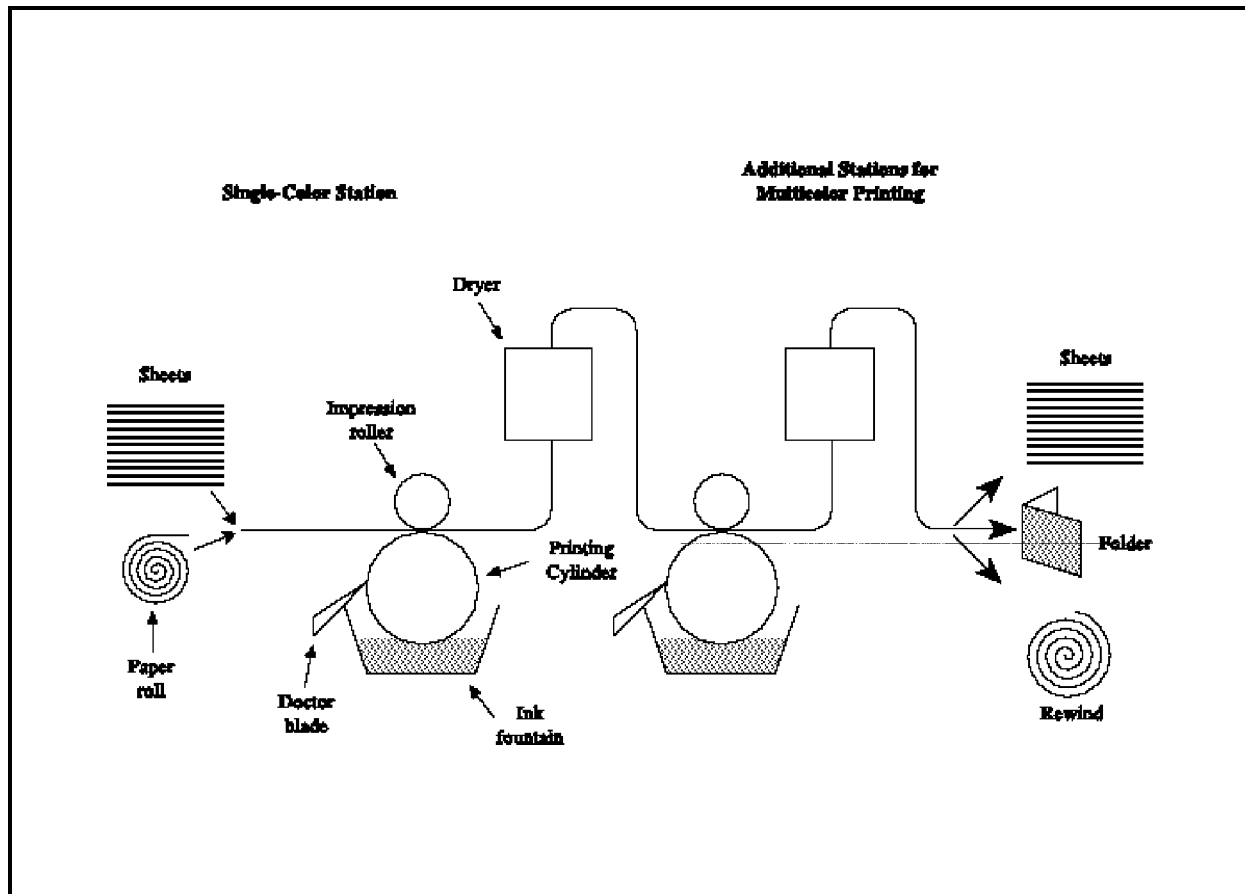 Single-Color Station
Additional Stations for
Multicolor Printing
Dryer
Sheets
Impression
roller
Sheets
Printing
Cylinder
Folder
Paper
roll
Doctor
blade
Ink
fountain
Rewind